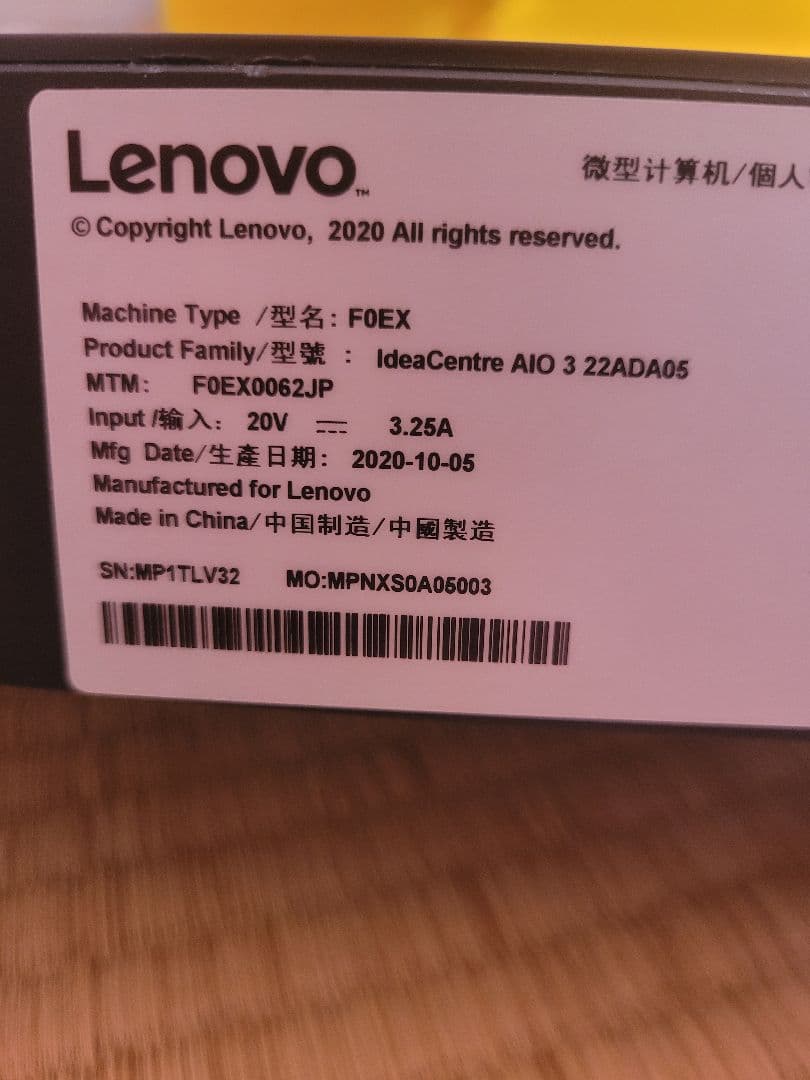 Lenovo™
微型计算机/個人
© Copyright Lenovo, 2020 All rights reserved.
Machine Type /型名: F0EX
Product Family/型號 : IdeaCentre AIO 3 22ADA05
MTM: F0EX0062JP
Input /输入: 20V ⎓ 3.25A
Mfg Date/生產日期: 2020-10-05
Manufactured for Lenovo
Made in China/中国制造/中國製造
SN:MP1TLV32 MO:MPNXS0A05003